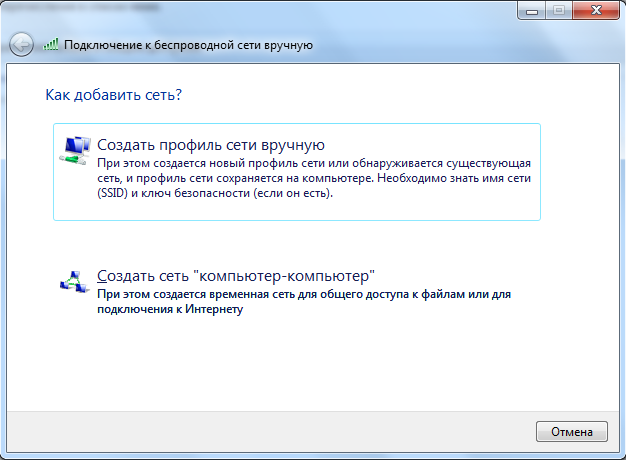 Подключение к беспроводной сети вручную
Как добавить сеть?
Создать профиль сети вручную
При этом создается новый профиль сети или обнаруживается существующая
сеть, и профиль сети сохраняется на компьютере. Необходимо знать имя сети
(SSID) и ключ безопасности (если он есть).
Создать сеть "компьютер-компьютер"
При этом создается временная сеть для общего доступа к файлам или для
подключения к Интернету
Отмена